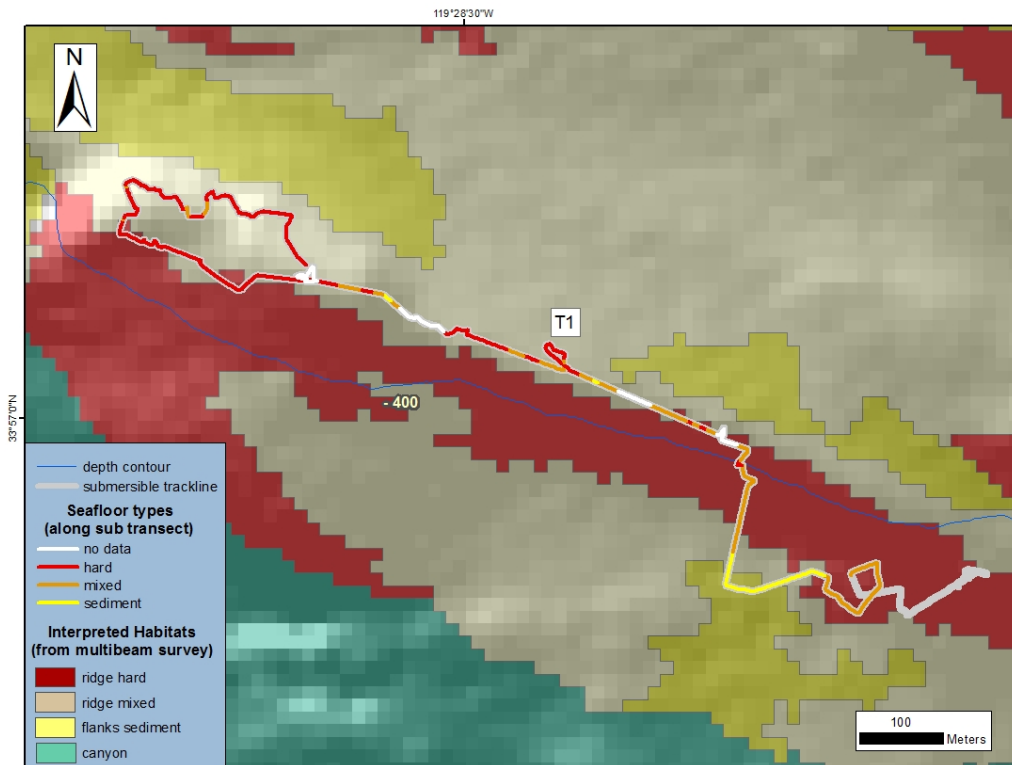 119°28'30"W
N
T1
33°57'0"N
- 400
depth contour
submersible trackline
Seafloor types
(along sub transect)
no data
hard
mixed
sediment
Interpreted Habitats
(from multibeam survey)
ridge hard
ridge mixed
flanks sediment
canyon
100
Meters